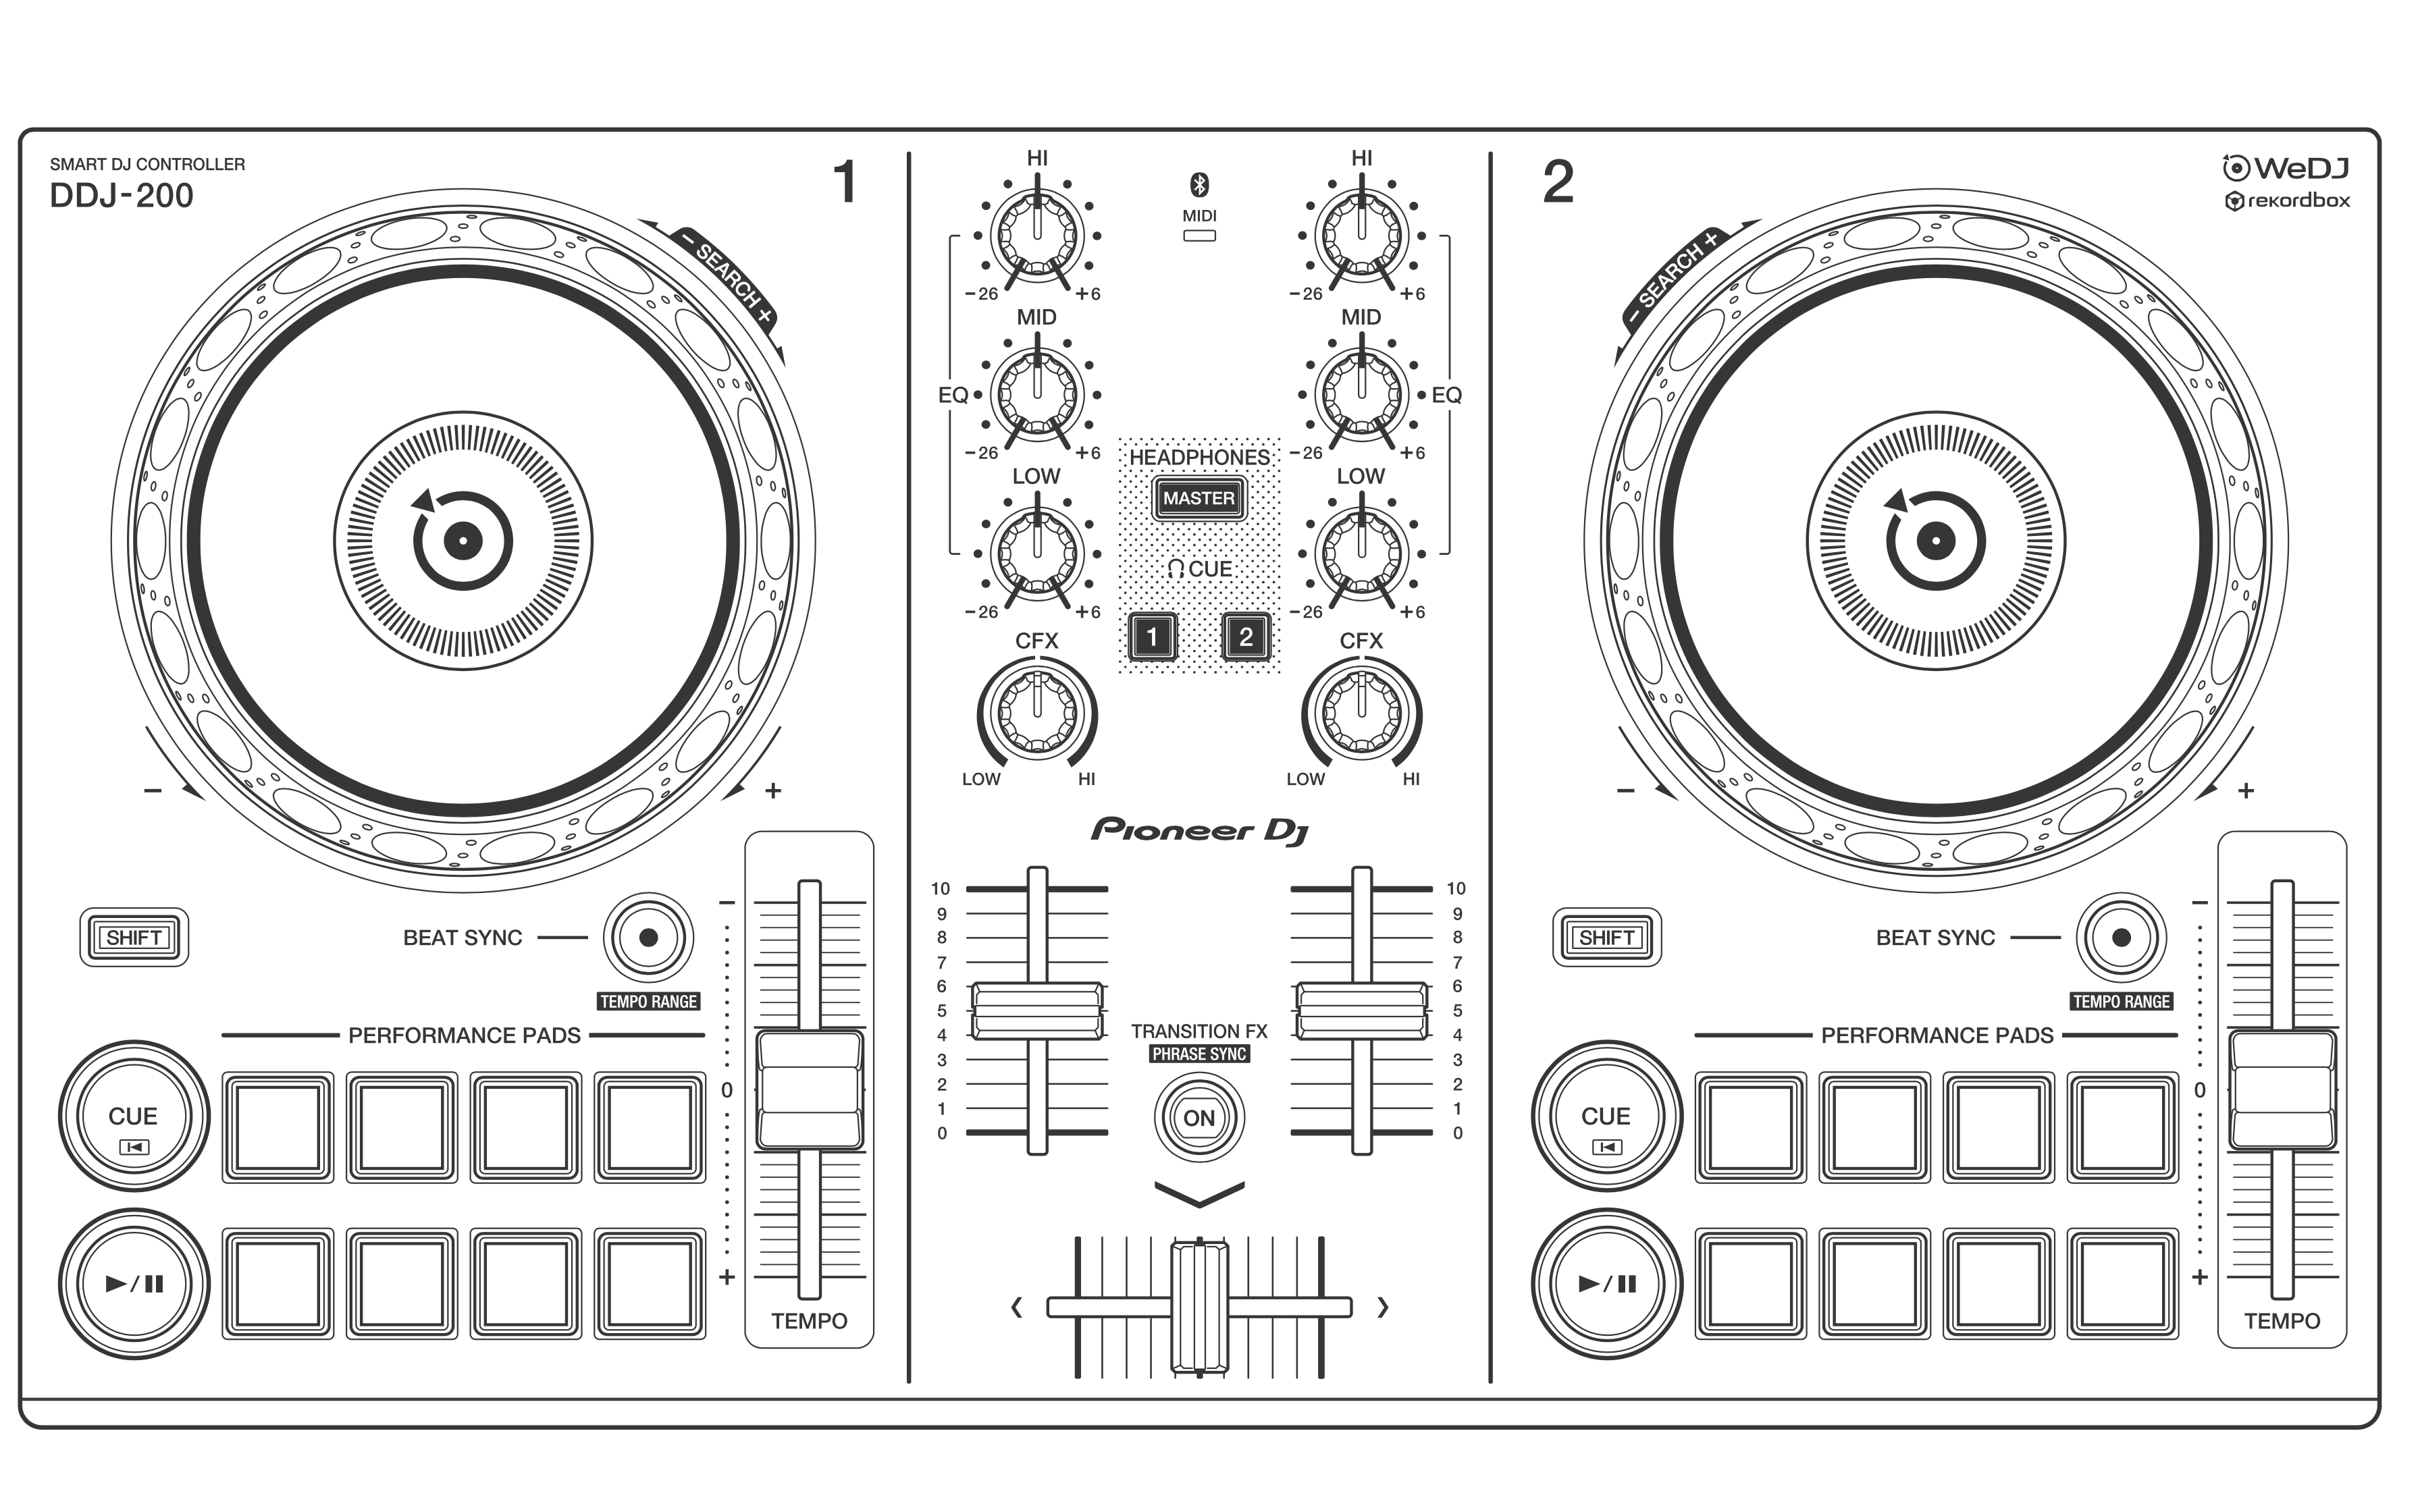 SMART DJ CONTROLLER
DDJ-200
1
− SEARCH +
−
+
SHIFT
BEAT SYNC
TEMPO RANGE
PERFORMANCE PADS
CUE
−
0
+
TEMPO
HI
−26 +6
MID
EQ
−26 +6
LOW
−26 +6
CFX
LOW HI
MIDI
HEADPHONES
MASTER
CUE
1 2
HI
−26 +6
MID
EQ
−26 +6
LOW
−26 +6
CFX
LOW HI
Pioneer Dj
10
9
8
7
6
5
4
3
2
1
0
TRANSITION FX
PHRASE SYNC
ON
10
9
8
7
6
5
4
3
2
1
0
2
WeDJ
rekordbox
− SEARCH +
−
+
SHIFT
BEAT SYNC
TEMPO RANGE
PERFORMANCE PADS
CUE
−
0
+
TEMPO